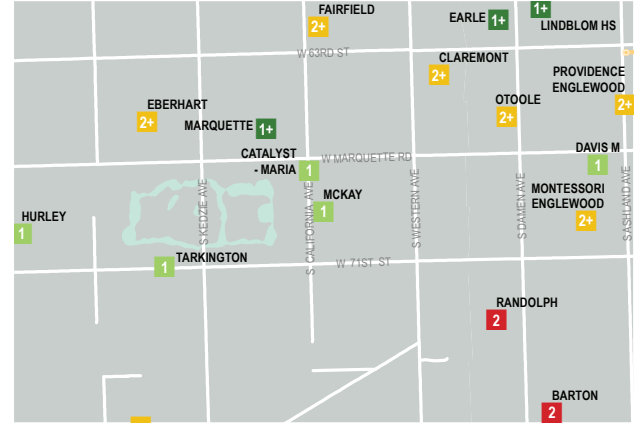 FAIRFIELD
2+
EARLE
1+
1+
LINDBLOM HS
W 63RD ST
CLAREMONT
2+
PROVIDENCE
ENGLEWOOD
2+
EBERHART
2+
OTOOLE
2+
MARQUETTE
1+
CATALYST
- MARIA
1
W MARQUETTE RD
DAVIS M
1
MCKAY
1
MONTESSORI
ENGLEWOOD
2+
HURLEY
1
S KEDZIE AVE
S. CALIFORNIA AVE
S WESTERN AVE
S DAMEN AVE
S ASHLAND AVE
TARKINGTON
1
W 71ST ST
RANDOLPH
2
BARTON
2